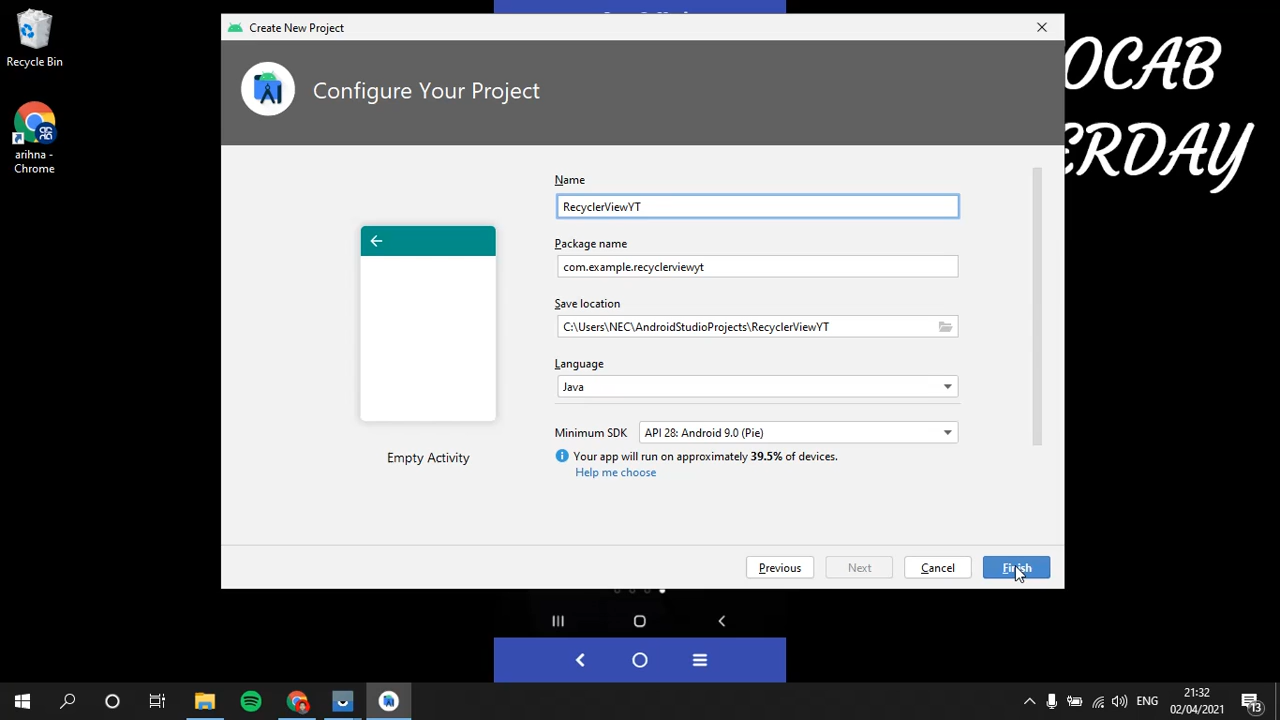 Recycle Bin
arihna -
Chrome
Create New Project
Configure Your Project
OCAB
ERDAY
Name
RecyclerViewYT
Package name
com.example.recyclerviewyt
Save location
C:\Users\NEC\AndroidStudioProjects\RecyclerViewYT
Language
Java
Minimum SDK
API 28: Android 9.0 (Pie)
Your app will run on approximately 39.5% of devices.
Help me choose
Empty Activity
Previous
Next
Cancel
Finish
ENG
21:32
02/04/2021
13